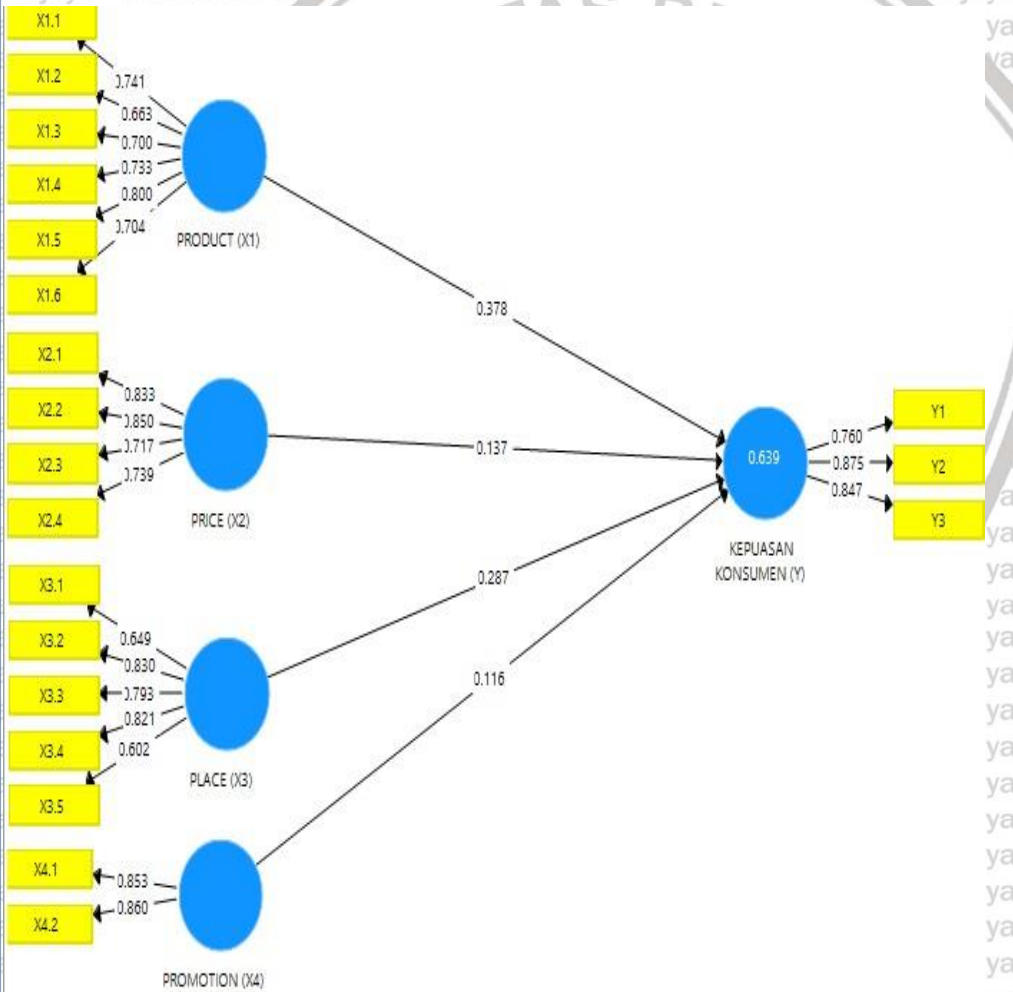 X1.1
X1.2
X1.3
X1.4
X1.5
X1.6
0.741
0.663
0.700
0.733
0.800
0.704
PRODUCT (X1)
0.378
X2.1
X2.2
X2.3
X2.4
0.833
0.850
0.717
0.739
PRICE (X2)
0.137
X3.1
X3.2
X3.3
X3.4
X3.5
0.649
0.830
0.793
0.821
0.602
PLACE (X3)
0.287
X4.1
X4.2
0.853
0.860
PROMOTION (X4)
0.116
0.639
KEPUASAN
KONSUMEN (Y)
0.760
0.875
0.847
Y1
Y2
Y3